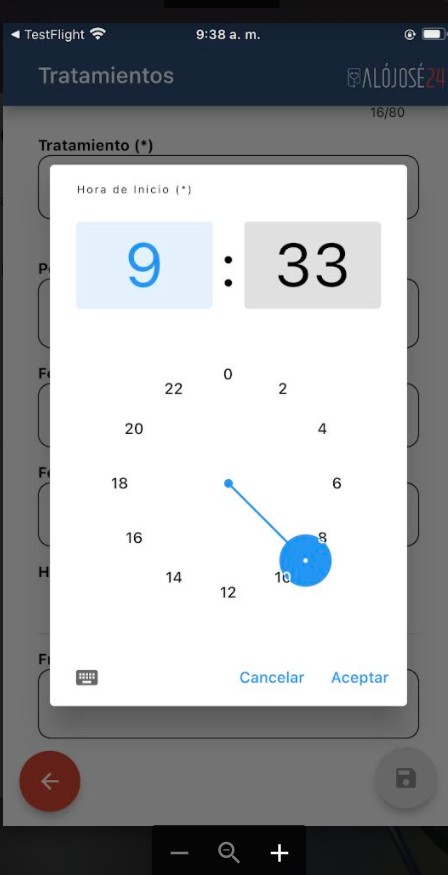 TestFlight
9:38 a. m.
Tratamientos
ALÓJOSÉ24
16/80
Tratamiento (*)
Hora de Inicio (*)
9 : 33
0
22
2
20
4
18
6
16
8
14
10
12
Cancelar
Aceptar